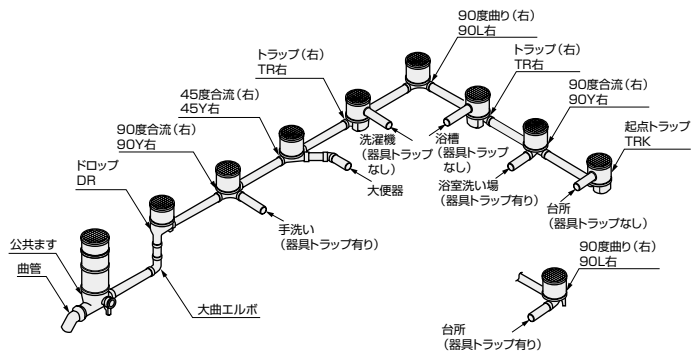 90度曲り（右）
90L右
トラップ（右）
TR右
トラップ（右）
TR右
45度合流（右）
45Y右
90度合流（右）
90Y右
90度合流（右）
90Y右
起点トラップ
TRK
ドロップ
DR
洗濯機
（器具トラップ
なし）
浴槽
（器具トラップ
なし）
大便器
浴室洗い場
（器具トラップ有り）
台所
（器具トラップなし）
手洗い
（器具トラップ有り）
公共ます
曲管
大曲エルボ
90度曲り（右）
90L右
台所
（器具トラップ有り）